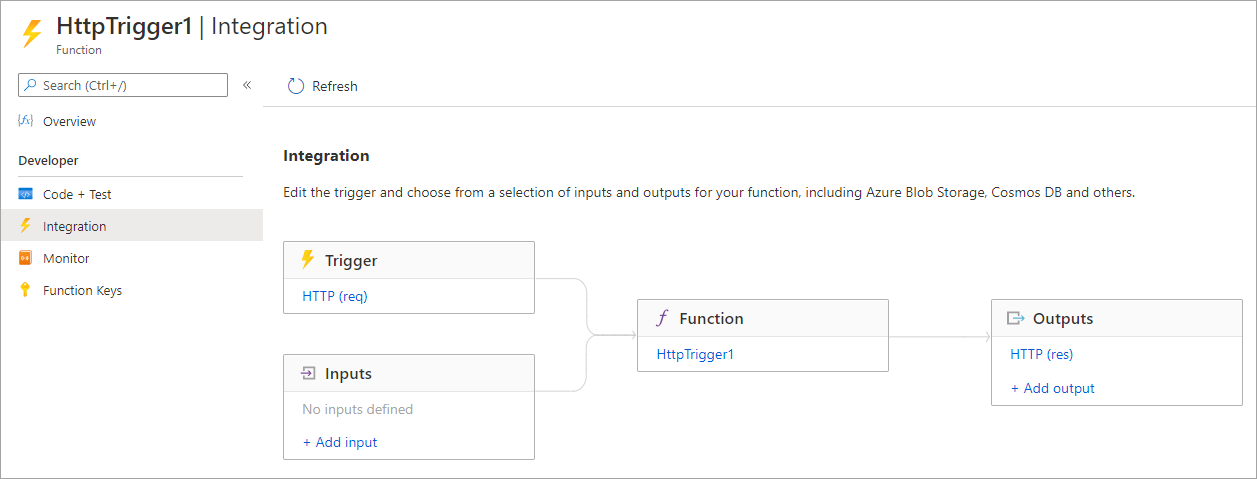 HttpTrigger1 | Integration
Function
Search (Ctrl+/)
«
Refresh
Overview
Developer
Code + Test
Integration
Monitor
Function Keys
Integration
Edit the trigger and choose from a selection of inputs and outputs for your function, including Azure Blob Storage, Cosmos DB and others.
Trigger
HTTP (req)
Inputs
No inputs defined
+ Add input
Function
HttpTrigger1
Outputs
HTTP (res)
+ Add output